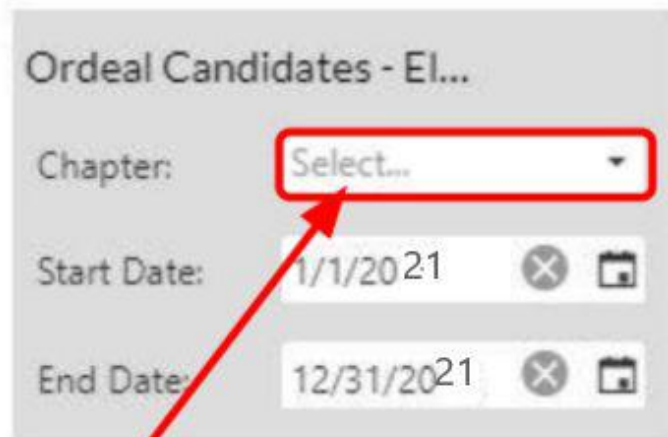 Ordeal Candidates - El...
Chapter: Select...
Start Date: 1/1/2021
End Date: 12/31/2021